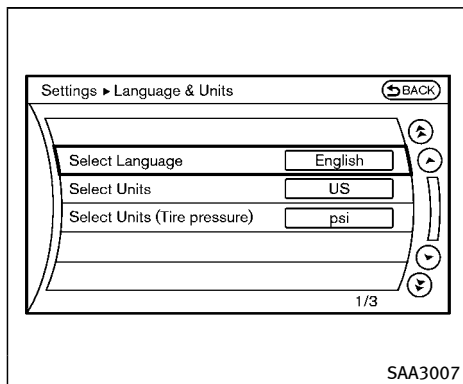 Settings ▸ Language & Units BACK
Select Language English
Select Units US
Select Units (Tire pressure) psi
1/3
SAA3007